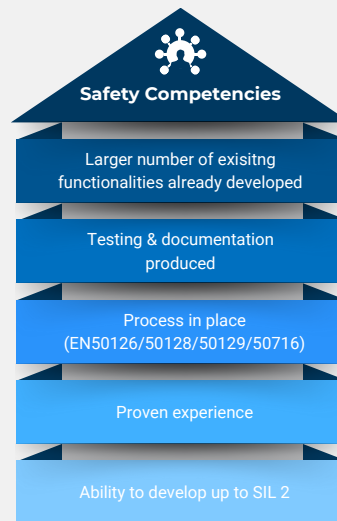 Safety Competencies
Larger number of exisitng
functionalities already developed
Testing & documentation
produced
Process in place
(EN50126/50128/50129/50716)
Proven experience
Ability to develop up to SIL 2